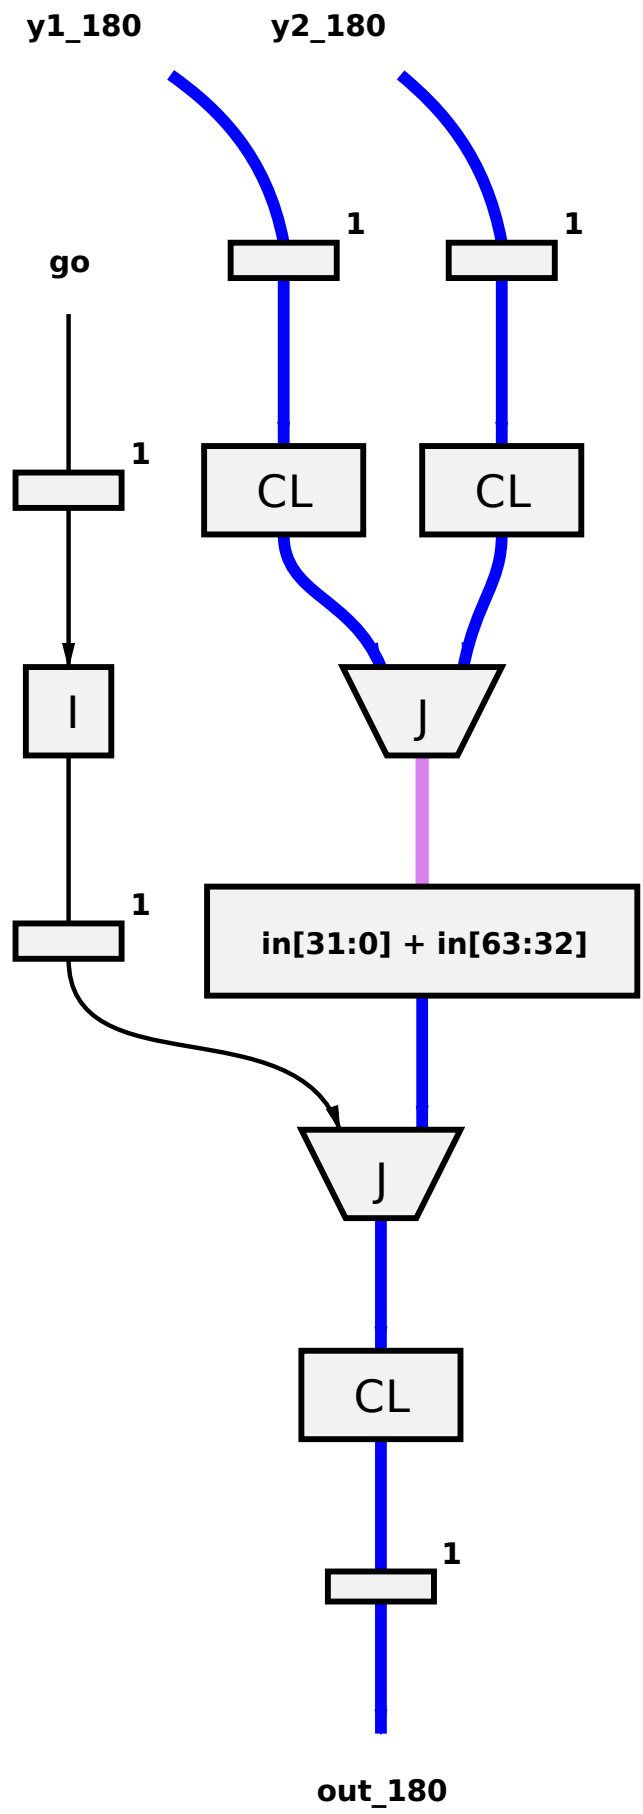 y1_180 y2_180
1 1
go
1
CL CL
I
J
1
in[31:0] + in[63:32]
J
CL
1
out_180